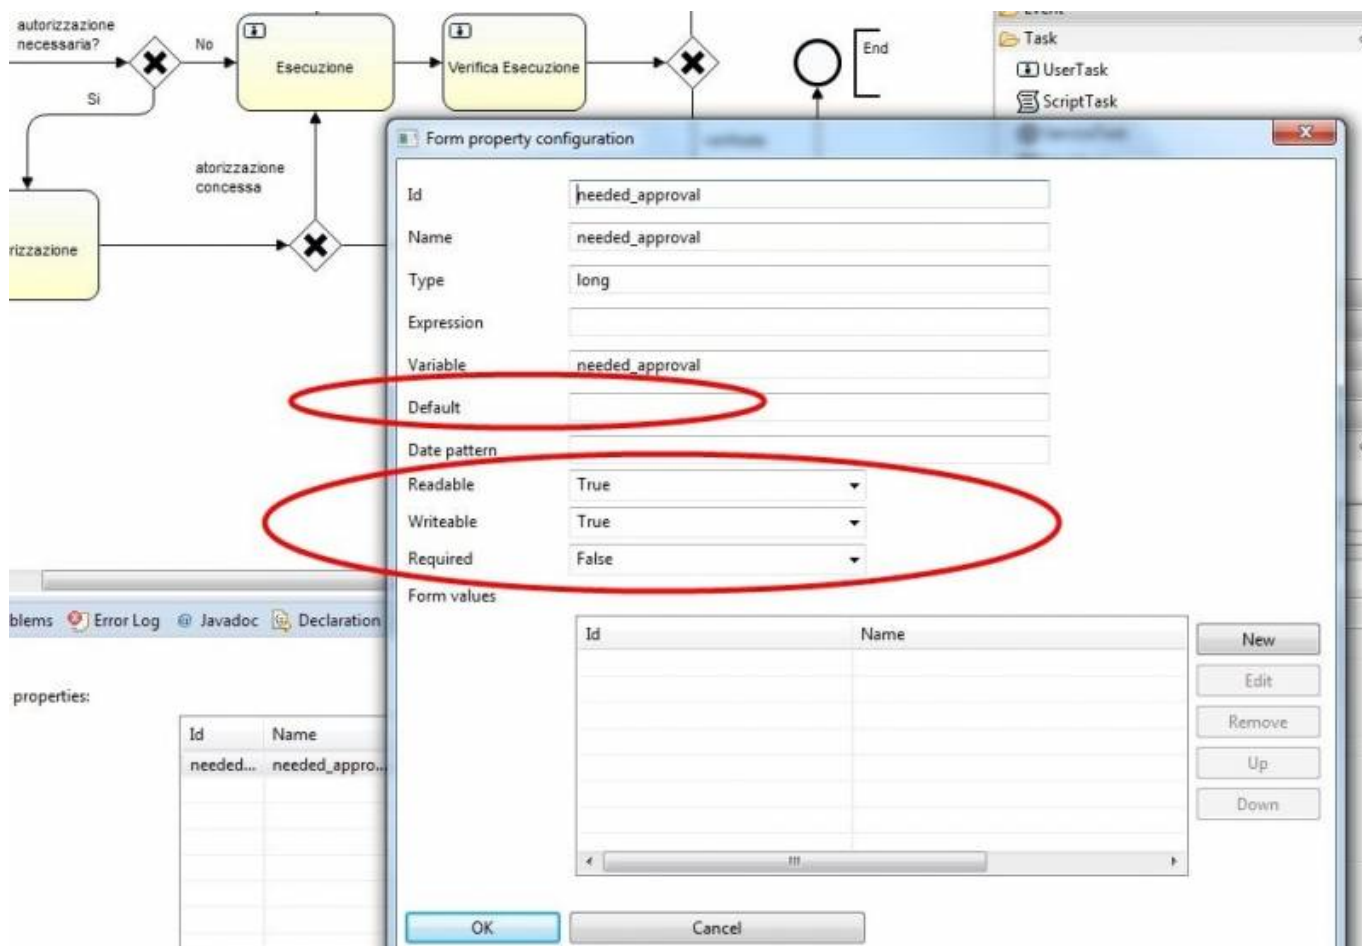 autorizzazione
necessaria?
No
Si
Esecuzione
Verifica Esecuzione
End
Event
Task
UserTask
ScriptTask
atorizzazione
concessa
rizzazione
Form property configuration
Id needed_approval
Name needed_approval
Type long
Expression
Variable needed_approval
Default
Date pattern
Readable True
Writeable True
Required False
Form values
Id Name
New
Edit
Remove
Up
Down
OK Cancel
blems Error Log @ Javadoc Declaration
properties:
Id Name
needed... needed_appro...